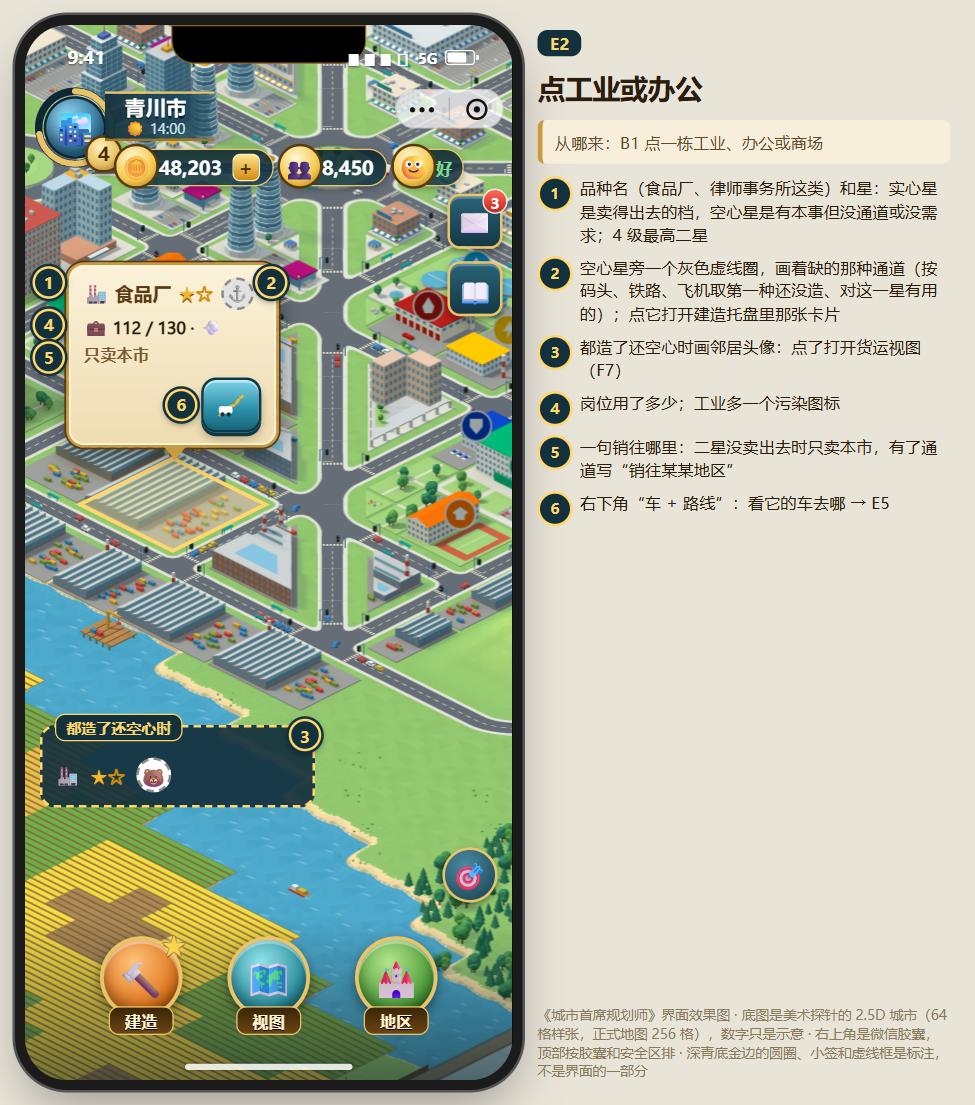 9:41
5G
青川市
14:00
4
48,203 +
8,450
好
3
1
食品厂
2
4
112 / 130 ·
5
只卖本市
6
都造了还空心时
3
建造
视图
地区
E2
点工业或办公
从哪来：B1 点一栋工业、办公或商场
1
品种名（食品厂、律师事务所这类）和星：实心星
是卖得出去的档，空心星是有本事但没通道或没需
求；4 级最高二星
2
空心星旁一个灰色虚线圈，画着缺的那种通道（按
码头、铁路、飞机取第一种还没造、对这一星有用
的）；点它打开建造托盘里那张卡片
3
都造了还空心时画邻居头像：点了打开货运视图
（F7）
4
岗位用了多少；工业多一个污染图标
5
一句销往哪里：二星没卖出去时只卖本市，有了通
道写“销往某某地区”
6
右下角“车 + 路线”：看它的车去哪 → E5
《城市首席规划师》界面效果图 · 底图是美术探针的 2.5D 城市（64
格样张，正式地图 256 格），数字只是示意 · 右上角是微信胶囊，
顶部按胶囊和安全区排 · 深青底金边的圆圈、小签和虚线框是标注，
不是界面的一部分